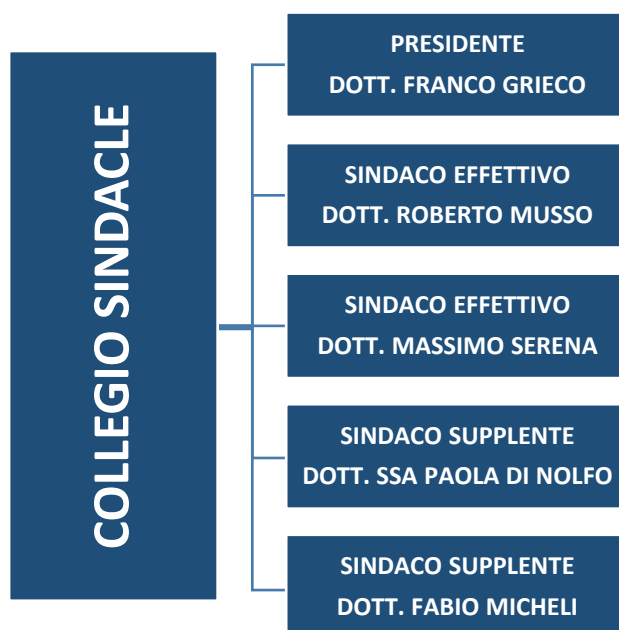 COLLEGIO SINDACLE
PRESIDENTE
DOTT. FRANCO GRIECO
SINDACO EFFETTIVO
DOTT. ROBERTO MUSSO
SINDACO EFFETTIVO
DOTT. MASSIMO SERENA
SINDACO SUPPLENTE
DOTT. SSA PAOLA DI NOLFO
SINDACO SUPPLENTE
DOTT. FABIO MICHELI